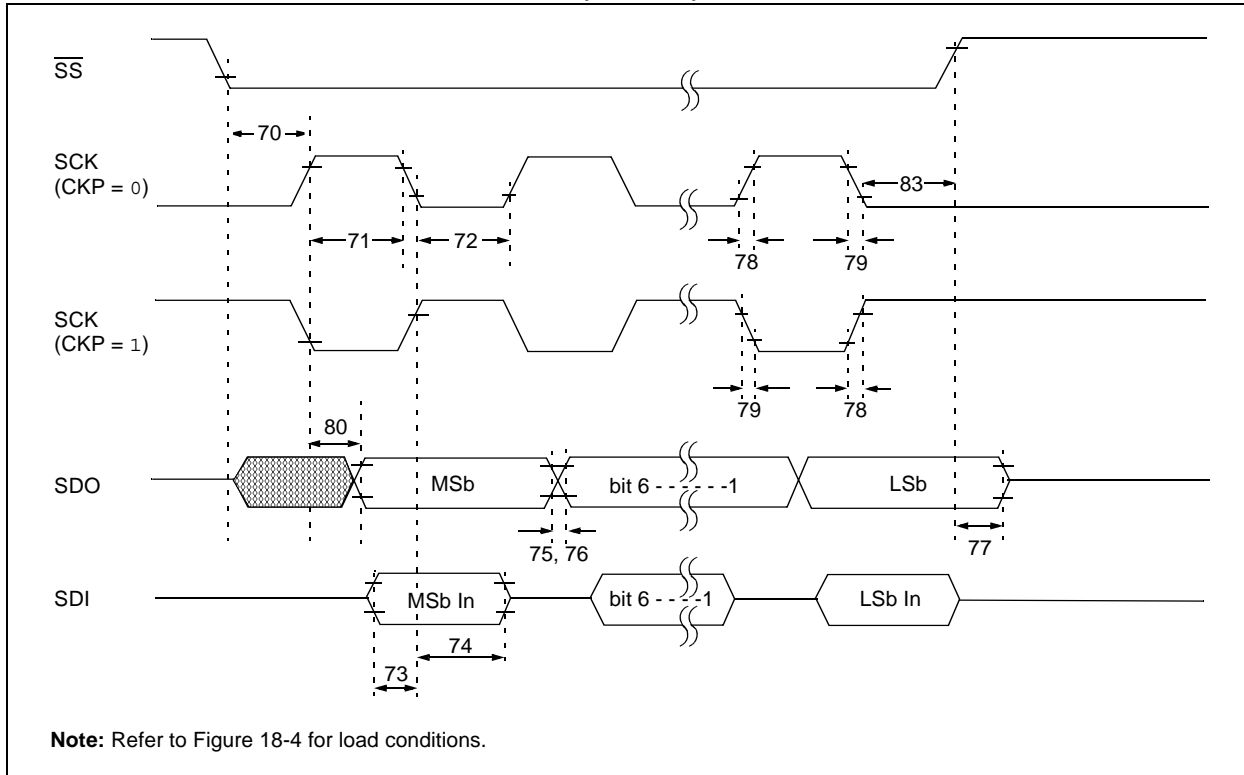 SS
70
SCK
(CKP = 0)
83
71
72
78
79
SCK
(CKP = 1)
79
78
80
SDO
MSb
bit 6 - - - - - -1
LSb
75, 76
77
SDI
MSb In
bit 6 - - - -1
LSb In
74
73
Note: Refer to Figure 18-4 for load conditions.